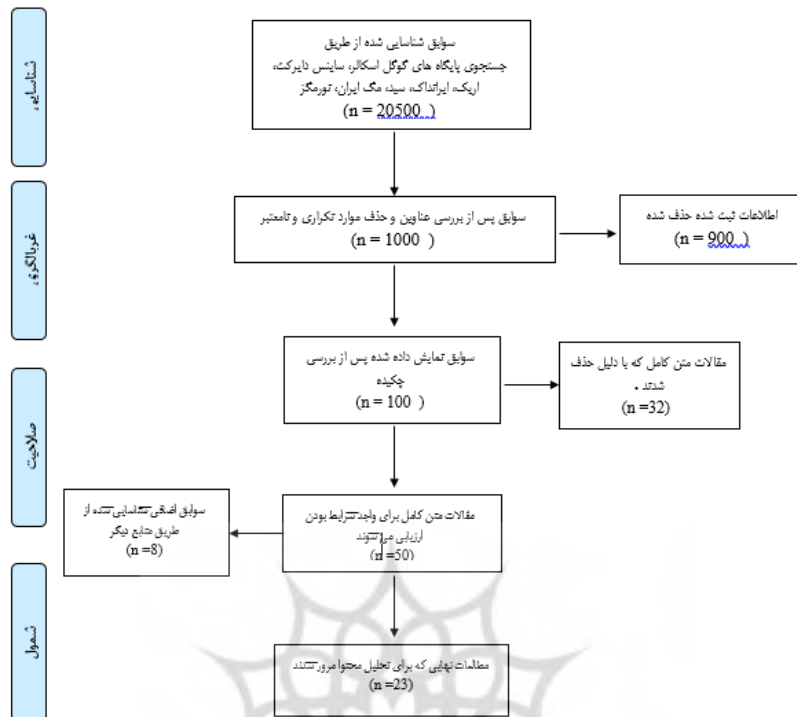 شناسایی
سوابق شناسایی شده از طریق
جستجوی پایگاه های گوگل اسکالر، ساینس دایرکت،
اریک، ایرانداک، سید، مگ ایران، نورمگز
(n = 20500 )
غربالگری
سوابق پس از بررسی عناوین و حذف موارد تکراری و نامعتبر
(n = 1000 )
اطلاعات ثبت شده حذف شده
(n = 900 )
سوابق نمایش داده شده پس از بررسی
چکیده
(n = 100 )
مقالات متن کامل که با دلیل حذف
شدند .
(n =32)
صلاحیت
مقالات متن کامل برای واجد شرایط بودن
ارزیابی می شوند
(n =50)
سوابق اضافی شناسایی شده از
طریق منابع دیگر
(n =8)
شمول
مطالعات نهایی که برای تحلیل محتوا مرور شدند
(n =23)